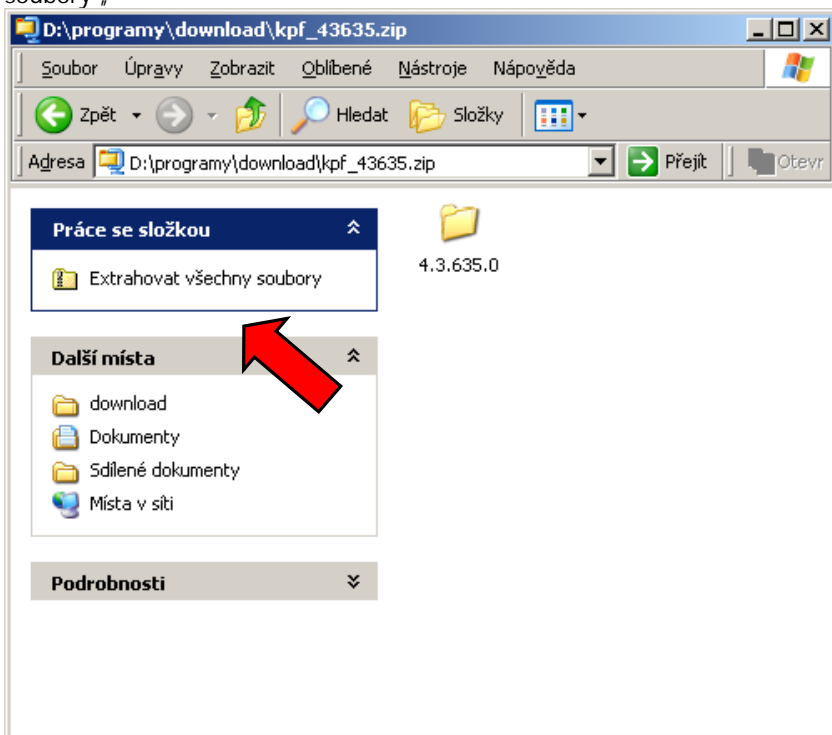 soubory „
D:\programy\download\kpf_43635.zip
Soubor Úpravy Zobrazit Oblíbené Nástroje Nápověda
Zpět Hledat Složky
Adresa D:\programy\download\kpf_43635.zip Přejít Otevr
Práce se složkou
4.3.635.0
Extrahovat všechny soubory
Další místa
download
Dokumenty
Sdílené dokumenty
Místa v síti
Podrobnosti